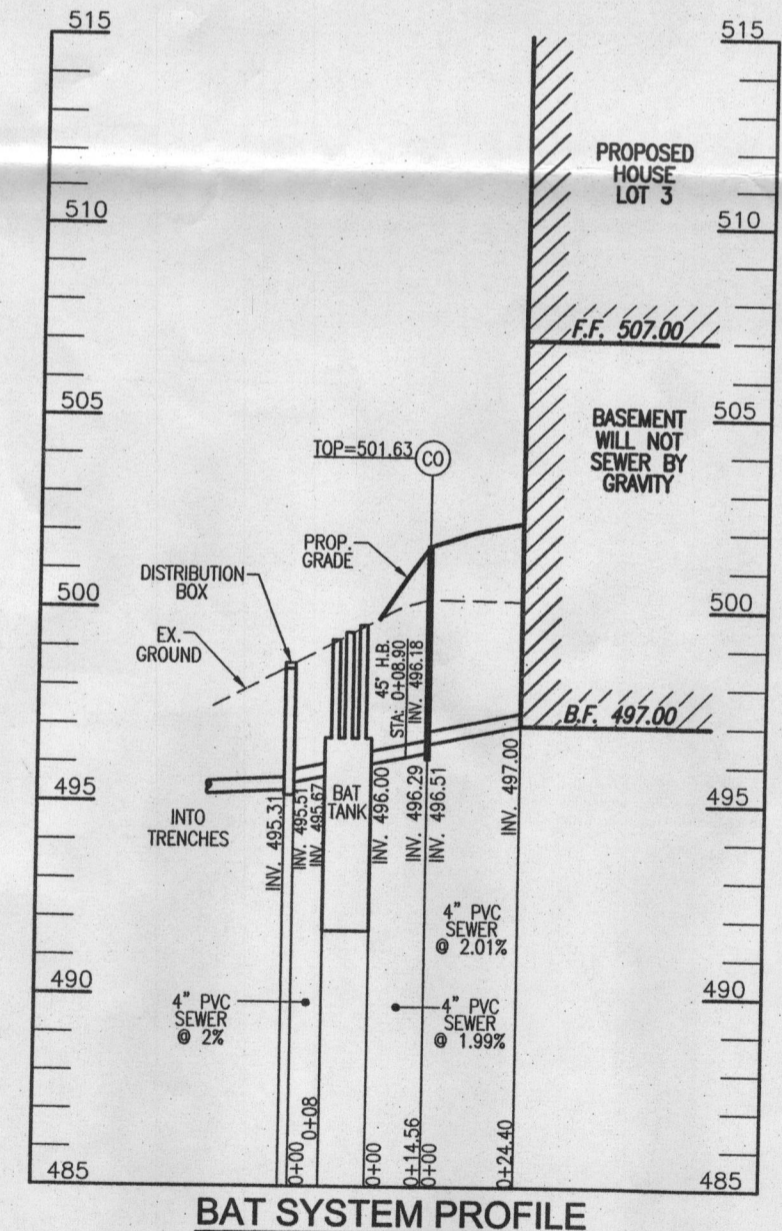 515
515
PROPOSED
HOUSE
LOT 3
510
510
F.F. 507.00
505
505
BASEMENT
WILL NOT
SEWER BY
GRAVITY
TOP=501.63
CO
PROP.
GRADE
DISTRIBUTION
BOX
500
500
EX.
GROUND
45° H.B.
STA: 0+08.90
INV. 496.18
B.F. 497.00
495
495
INTO
TRENCHES
INV. 495.31
INV. 495.51
INV. 495.67
BAT
TANK
INV. 496.00
INV. 496.29
INV. 496.51
INV. 497.00
4" PVC
SEWER
@ 2.01%
490
490
4" PVC
SEWER
@ 2%
4" PVC
SEWER
@ 1.99%
0+00
0+08
0+00
0+14.56
0+00
0+24.40
485
485
BAT SYSTEM PROFILE